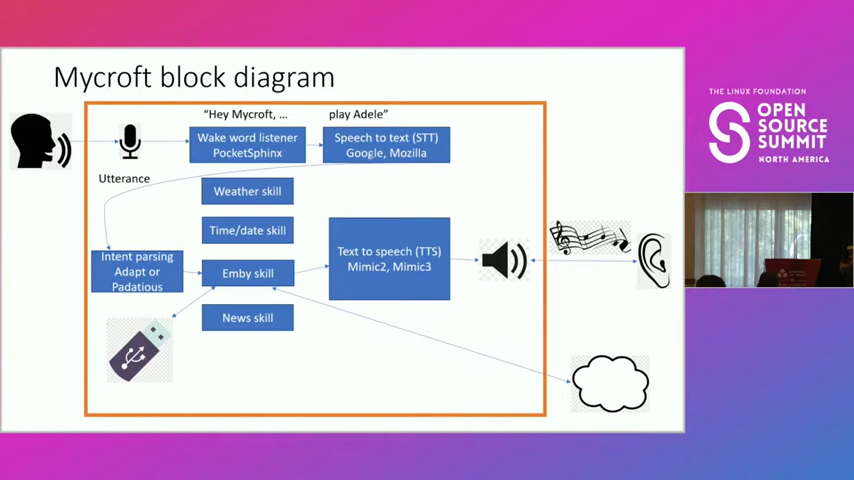 Mycroft block diagram
"Hey Mycroft, ...
play Adele"
Wake word listener
PocketSphinx
Speech to text (STT)
Google, Mozilla
Utterance
Weather skill
Time/date skill
Intent parsing
Adapt or
Padatious
Emby skill
Text to speech (TTS)
Mimic2, Mimic3
News skill
THE LINUX FOUNDATION
OPEN
SOURCE
SUMMIT
NORTH AMERICA